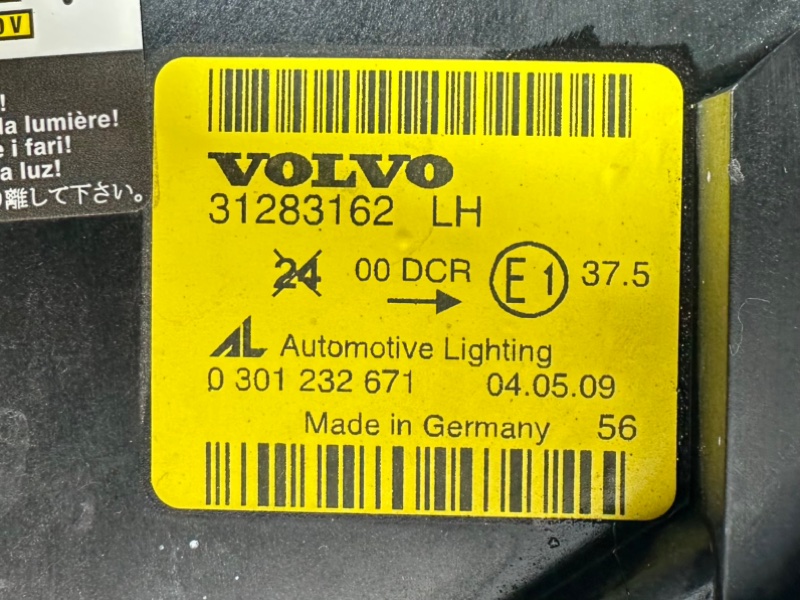 0V
!
la lumière!
e i fari!
a luz!
離して下さい。
VOLVO
31283162 LH
24 00 DCR E1 37.5
AL Automotive Lighting
0 301 232 671 04.05.09
Made in Germany 56